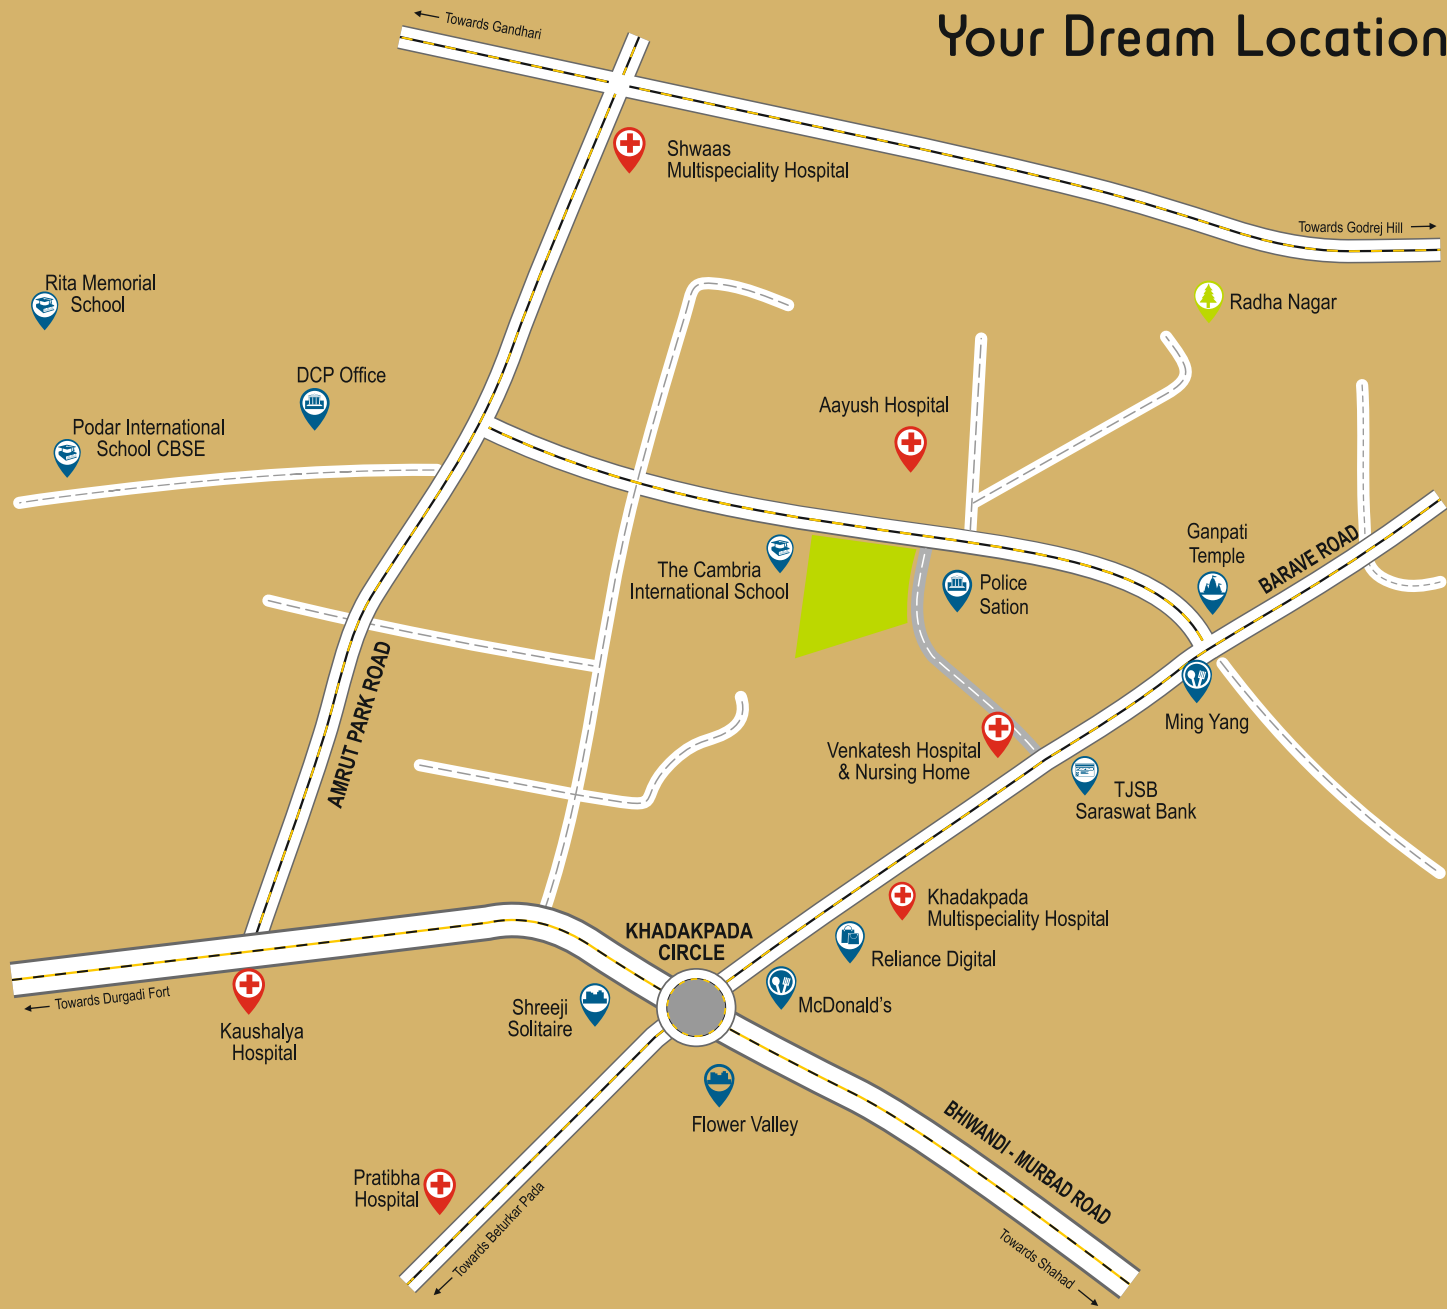 Your Dream Location
Towards Gandhari
Shwaas
Multispeciality Hospital
Towards Godrej Hill
Rita Memorial
School
Radha Nagar
DCP Office
Aayush Hospital
Podar International
School CBSE
Ganpati
Temple
BARAVE ROAD
The Cambria
International School
Police
Sation
AMRUT PARK ROAD
Ming Yang
Venkatesh Hospital
& Nursing Home
TJSB
Saraswat Bank
Khadakpada
Multispeciality Hospital
KHADAKPADA
CIRCLE
Reliance Digital
Towards Durgadi Fort
Shreeji
Solitaire
McDonald's
Kaushalya
Hospital
Flower Valley
BHIWANDI - MURBAD ROAD
Pratibha
Hospital
Towards Beturkar Pada
Towards Shahad